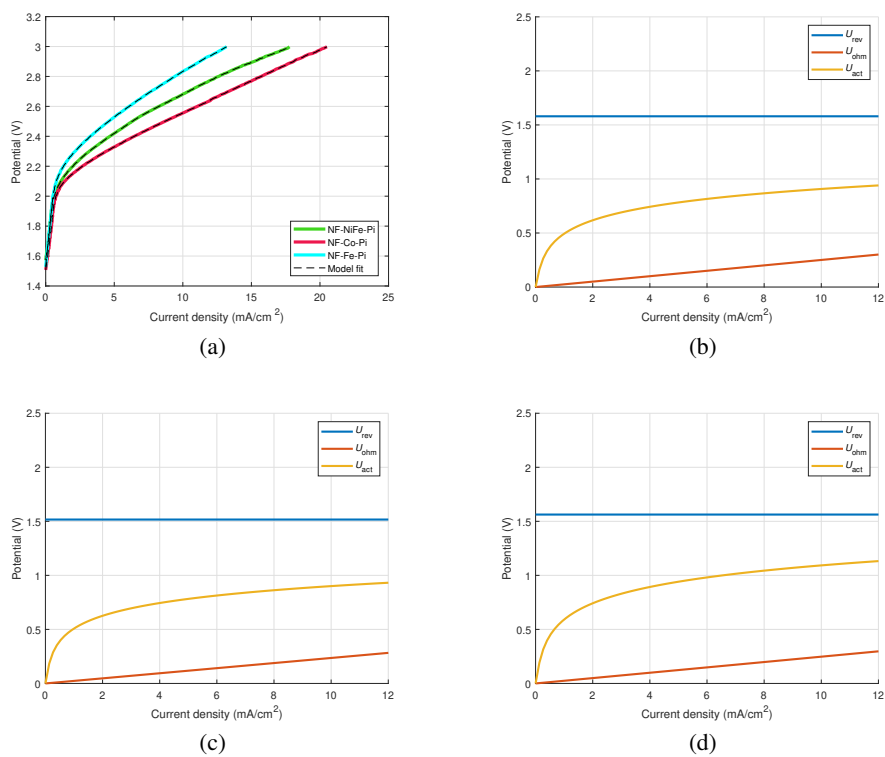 3.2
3
2.8
2.6
2.4
2.2
2
1.8
1.6
1.4
Potential (V)
0 5 10 15 20 25
Current density (mA/cm2)
NF-NiFe-Pi
NF-Co-Pi
NF-Fe-Pi
Model fit
(a)
2.5
2
1.5
1
0.5
0
Potential (V)
0 2 4 6 8 10 12
Current density (mA/cm2)
Urev
Uohm
Uact
(b)
2.5
2
1.5
1
0.5
0
Potential (V)
0 2 4 6 8 10 12
Current density (mA/cm2)
Urev
Uohm
Uact
(c)
2.5
2
1.5
1
0.5
0
Potential (V)
0 2 4 6 8 10 12
Current density (mA/cm2)
Urev
Uohm
Uact
(d)